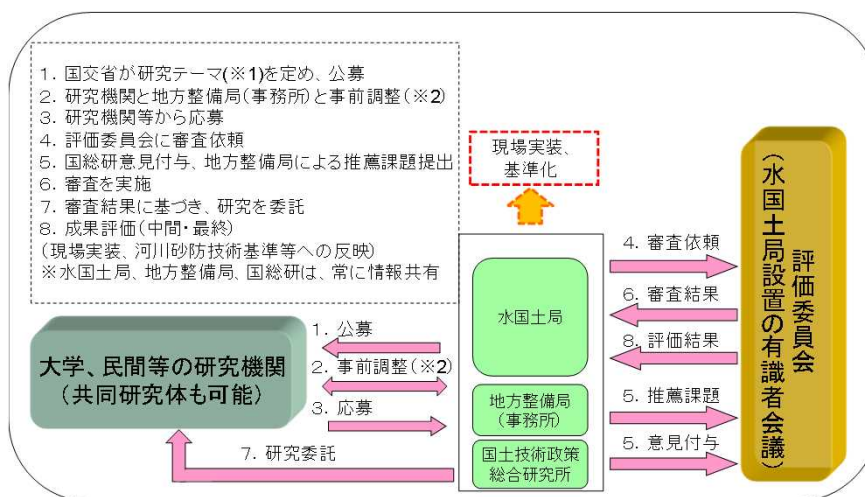 1. 国交省が研究テーマ(※1)を定め、公募
2. 研究機関と地方整備局(事務所)と事前調整(※2)
3. 研究機関等から応募
4. 評価委員会に審査依頼
5. 国総研意見付与、地方整備局による推薦課題提出
6. 審査を実施
7. 審査結果に基づき、研究を委託
8. 成果評価(中間・最終)
(現場実装、河川砂防技術基準等への反映)
※水国土局、地方整備局、国総研は、常に情報共有
現場実装、
基準化
大学、民間等の研究機関
(共同研究体も可能)
1. 公募
2. 事前調整(※2)
3. 応募
7. 研究委託
水国土局
地方整備局
(事務所)
国土技術政策
総合研究所
4. 審査依頼
6. 審査結果
8. 評価結果
5. 推薦課題
5. 意見付与
評価委員会
(水国土局設置の有識者会議)